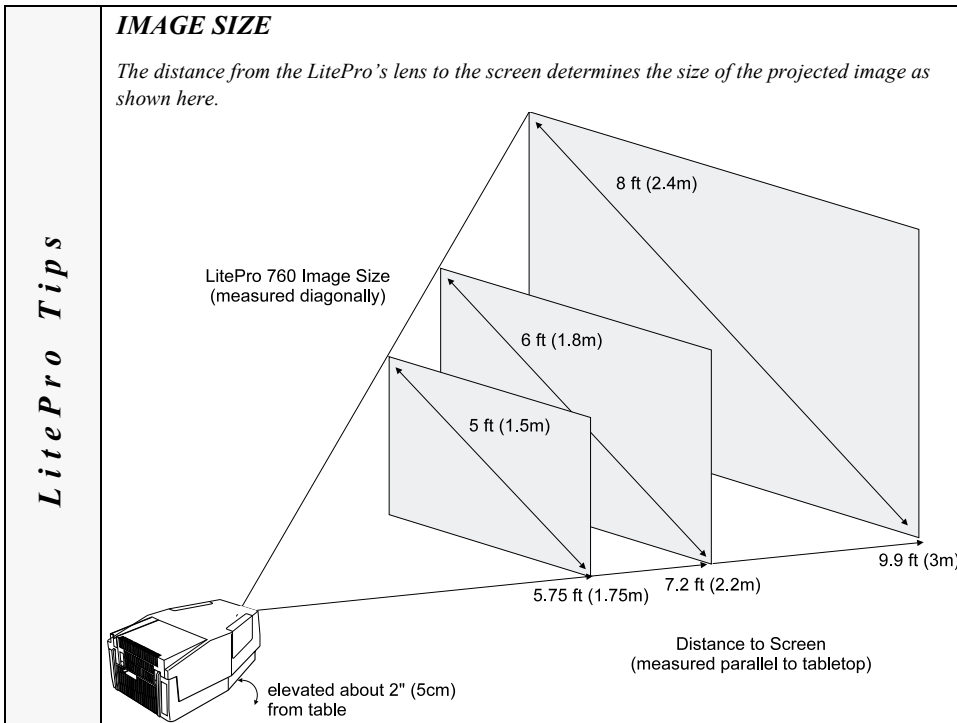 LitePro Tips
IMAGE SIZE
The distance from the LitePro’s lens to the screen determines the size of the projected image as
shown here.
8 ft (2.4m)
LitePro 760 Image Size
(measured diagonally)
6 ft (1.8m)
5 ft (1.5m)
9.9 ft (3m)
5.75 ft (1.75m)
7.2 ft (2.2m)
Distance to Screen
(measured parallel to tabletop)
elevated about 2" (5cm)
from table